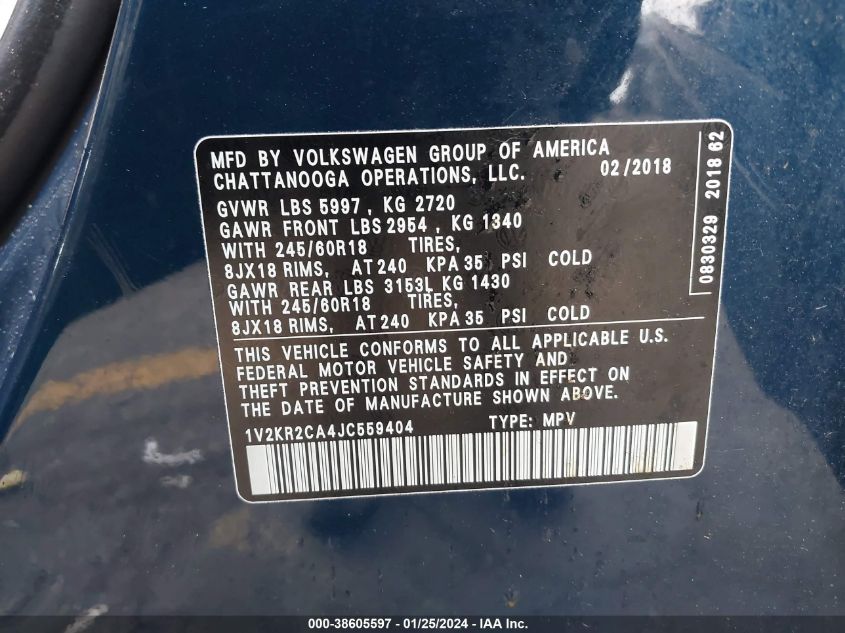 MFD BY VOLKSWAGEN GROUP OF AMERICA
CHATTANOOGA OPERATIONS, LLC. 02/2018
GVWR LBS 5997, KG 2720
GAWR FRONT LBS 2954, KG 1340
WITH 245/60R18 TIRES,
8JX18 RIMS, AT 240 KPA 35 PSI COLD
GAWR REAR LBS 3153L KG 1430
WITH 245/60R18 TIRES,
8JX18 RIMS, AT 240 KPA 35 PSI COLD
THIS VEHICLE CONFORMS TO ALL APPLICABLE U.S.
FEDERAL MOTOR VEHICLE SAFETY AND
THEFT PREVENTION STANDARDS IN EFFECT ON
THE DATE OF MANUFACTURE SHOWN ABOVE.
1V2KR2CA4JC559404 TYPE: MPV
0830329 2018 62
000-38605597 - 01/25/2024 - IAA Inc.